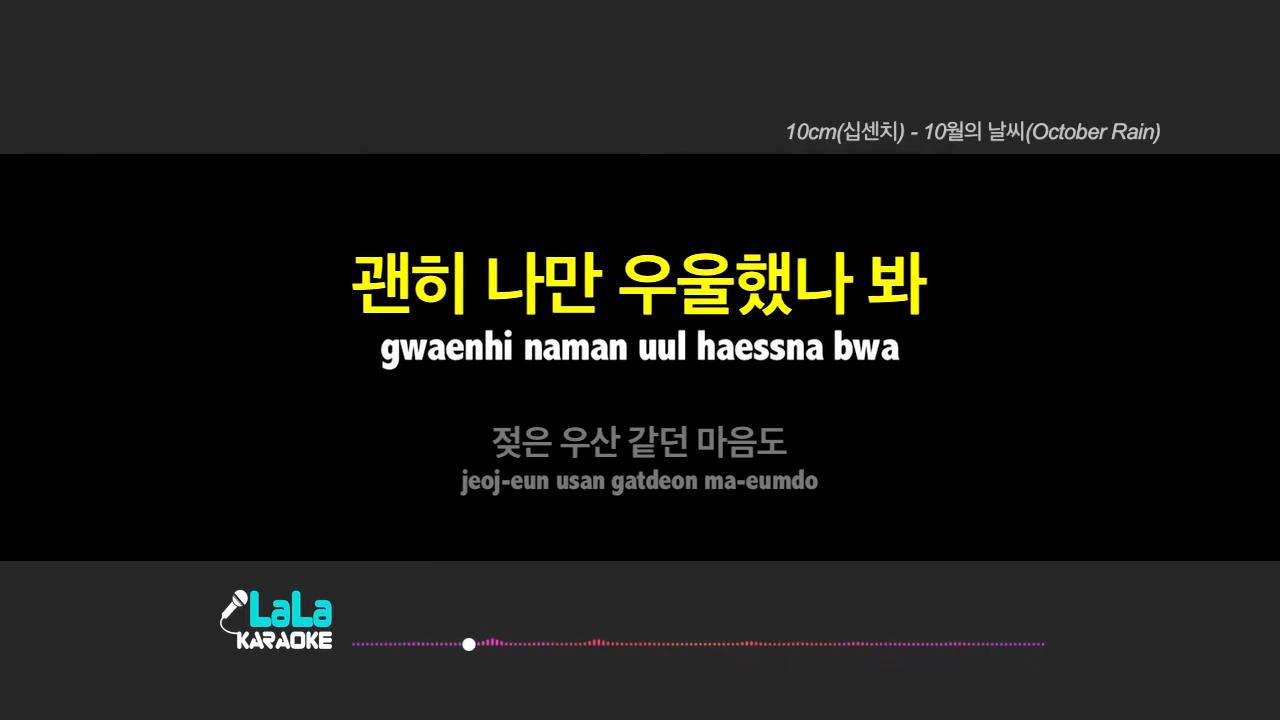 10cm(십센치) - 10월의 날씨(October Rain)
괜히 나만 우울했나 봐
gwaenhi naman uul haessna bwa
젖은 우산 같던 마음도
jeoj-eun usan gatdeon ma-eumdo
LaLa
KARAOKE